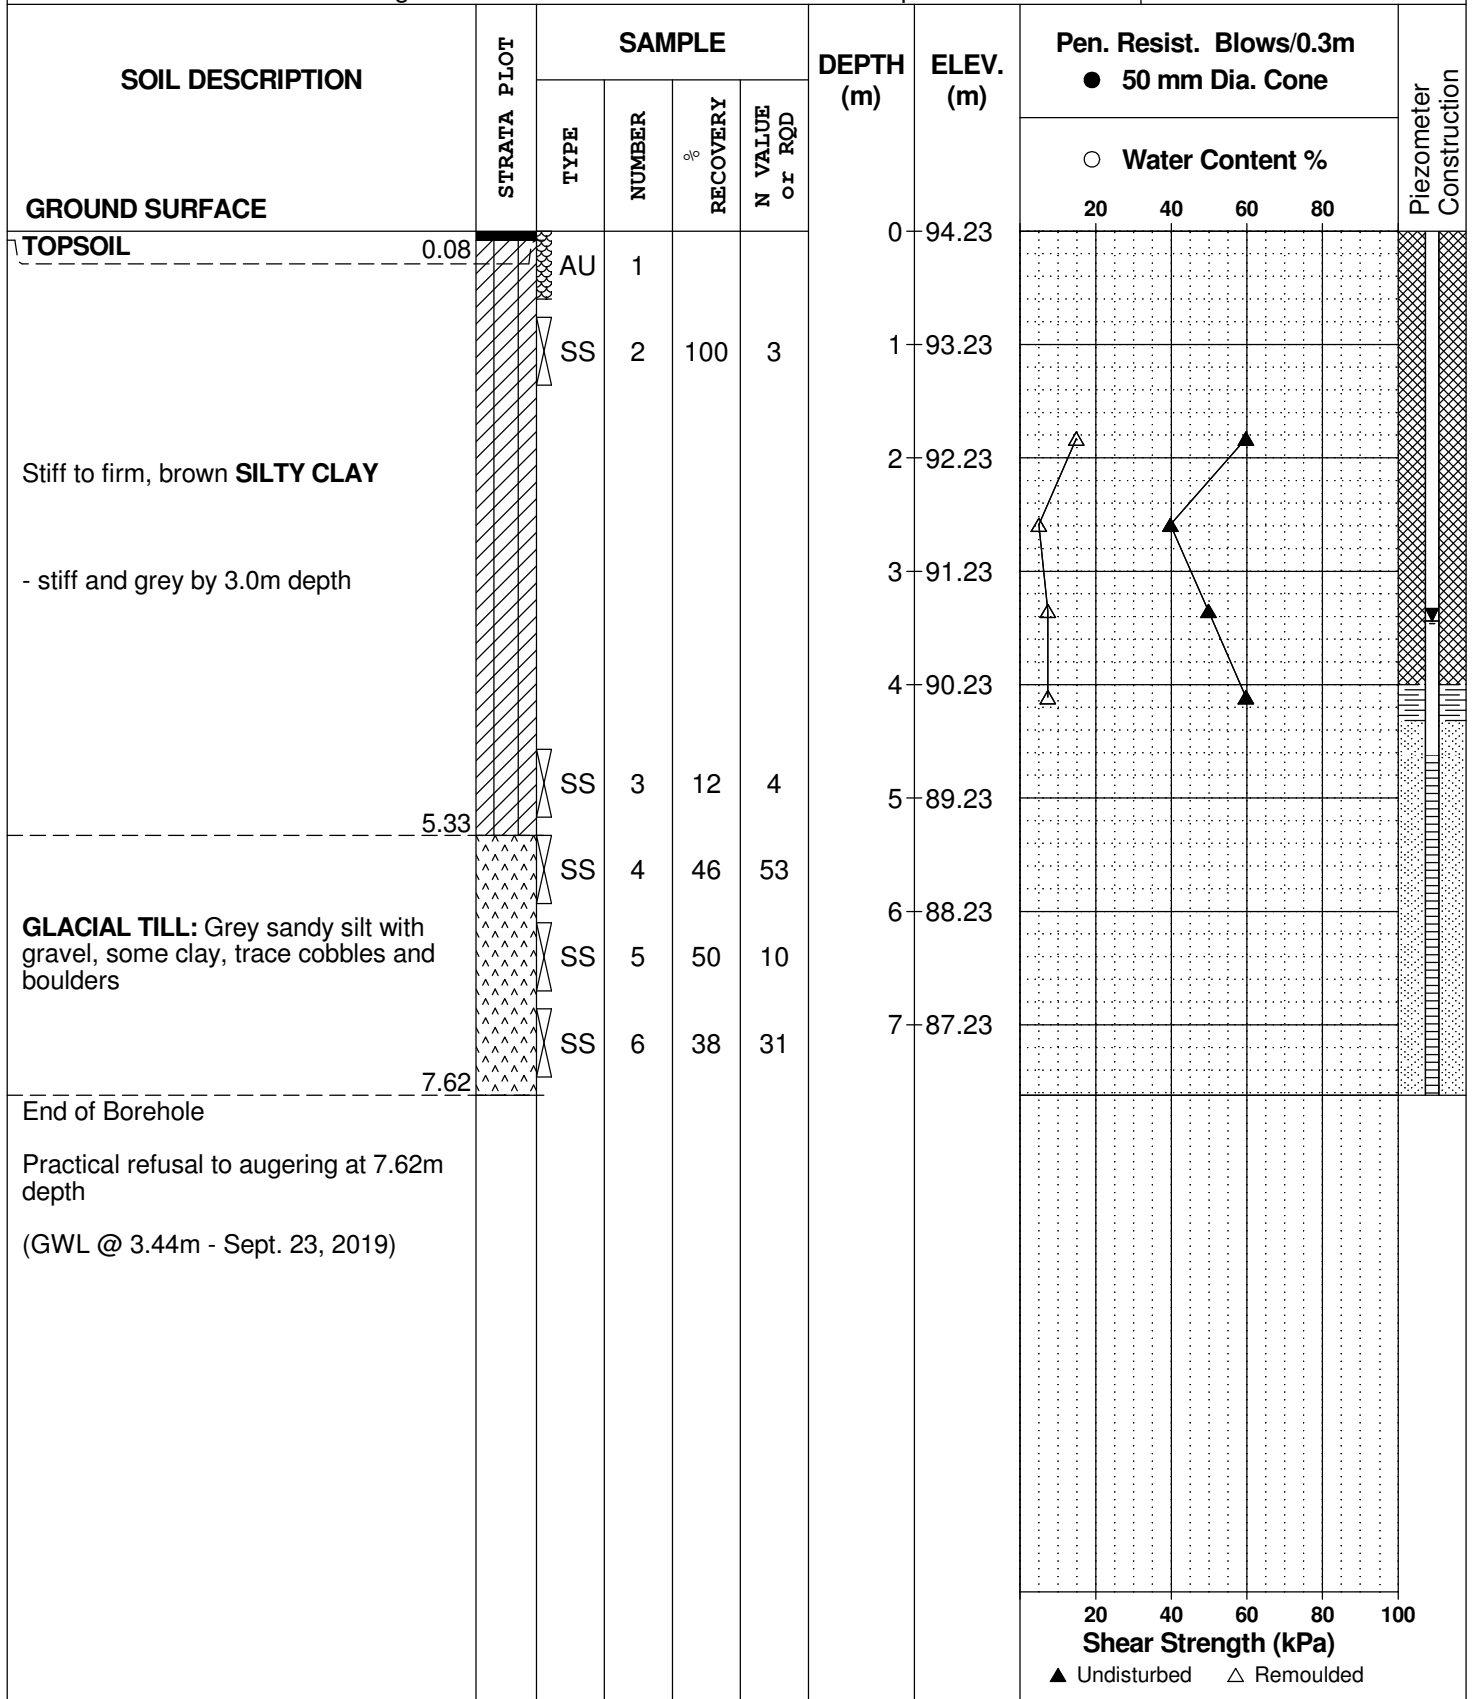 SOIL DESCRIPTION
GROUND SURFACE
STRATA PLOT
SAMPLE
TYPE
NUMBER
%
RECOVERY
N VALUE
or RQD
DEPTH
(m)
ELEV.
(m)
Pen. Resist. Blows/0.3m
● 50 mm Dia. Cone
○ Water Content %
20 40 60 80
Piezometer
Construction
TOPSOIL 0.08
AU 1
0 94.23
SS 2 100 3
1 93.23
2 92.23
Stiff to firm, brown SILTY CLAY
3 91.23
- stiff and grey by 3.0m depth
4 90.23
SS 3 12 4
5 89.23
5.33
SS 4 46 53
6 88.23
GLACIAL TILL: Grey sandy silt with
gravel, some clay, trace cobbles and
boulders
SS 5 50 10
7 87.23
SS 6 38 31
7.62
End of Borehole
Practical refusal to augering at 7.62m
depth
(GWL @ 3.44m - Sept. 23, 2019)
20 40 60 80 100
Shear Strength (kPa)
▲ Undisturbed △ Remoulded